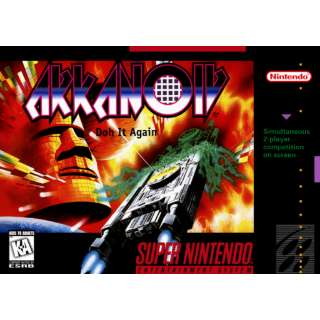 ARKANOID
Doh It Again
Nintendo
Simultaneous
2-player
competition
on screen
KIDS TO ADULTS
K-A
ESRB
SUPER NINTENDO
ENTERTAINMENT SYSTEM